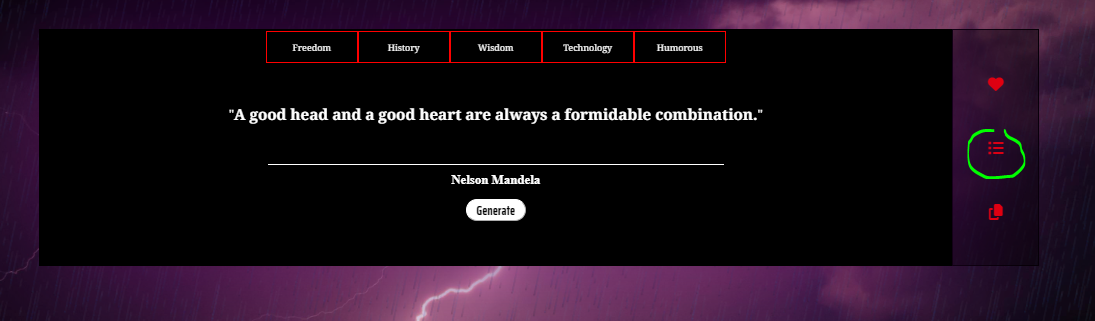 Freedom History Wisdom Technology Humorous
"A good head and a good heart are always a formidable combination."
Nelson Mandela
Generate